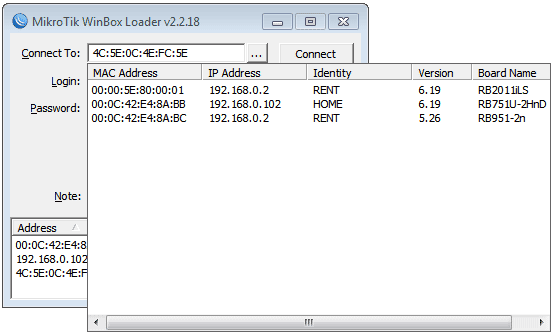 MikroTik WinBox Loader v2.2.18
Connect To: 4C:5E:0C:4E:FC:5E ... Connect
MAC Address IP Address Identity Version Board Name
Login:
00:00:5E:80:00:01 192.168.0.2 RENT 6.19 RB2011iLS
Password: 00:0C:42:E4:8A:BB 192.168.0.102 HOME 6.19 RB751U-2HnD
00:0C:42:E4:8A:BC 192.168.0.2 RENT 5.26 RB951-2n
Note:
Address
00:0C:42:E4:8
192.168.0.102
4C:5E:0C:4E:F